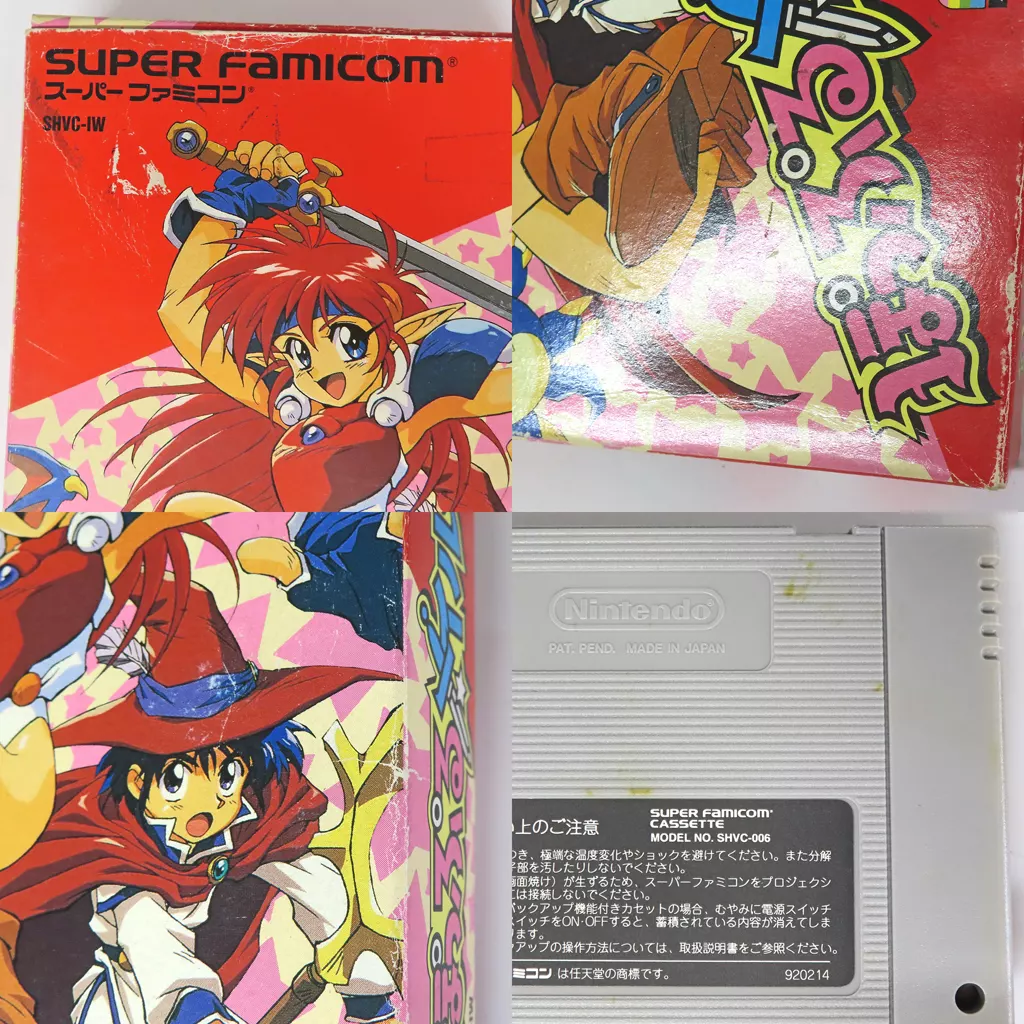 SUPER FAMICOM®
スーパーファミコン®
SHVC-IW
Nintendo®
PAT. PEND. MADE IN JAPAN
上のご注意
SUPER FAMICOM®
CASSETTE
MODEL NO. SHVC-006
き、極端な温度変化やショックを避けてください。また分解
子部を汚したりしないでください。
画面焼け）が生ずるため、スーパーファミコンをプロジェクシ
には接続しないでください。
バックアップ機能付きカセットの場合、むやみに電源スイッチ
スイッチをON・OFFすると、蓄積されている内容が消えてしま
ます。
アップの操作方法については、取扱説明書をご参照ください。
ミコン は任天堂の商標です。
920214